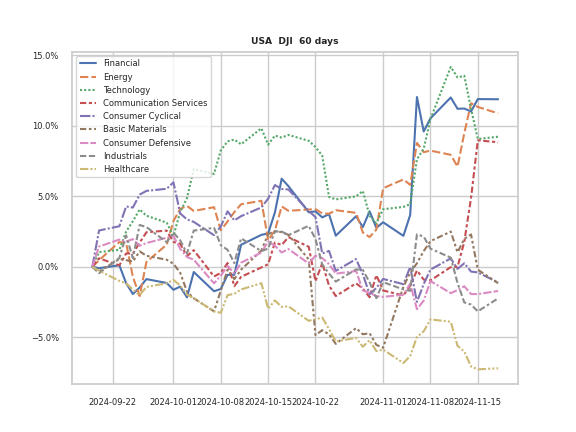 USA  DJI  60 days
15.0%
10.0%
5.0%
0.0%
−5.0%
Financial
Energy
Technology
Communication Services
Consumer Cyclical
Basic Materials
Consumer Defensive
Industrials
Healthcare
2024-09-22 2024-10-01 2024-10-08 2024-10-15 2024-10-22 2024-11-01 2024-11-08 2024-11-15